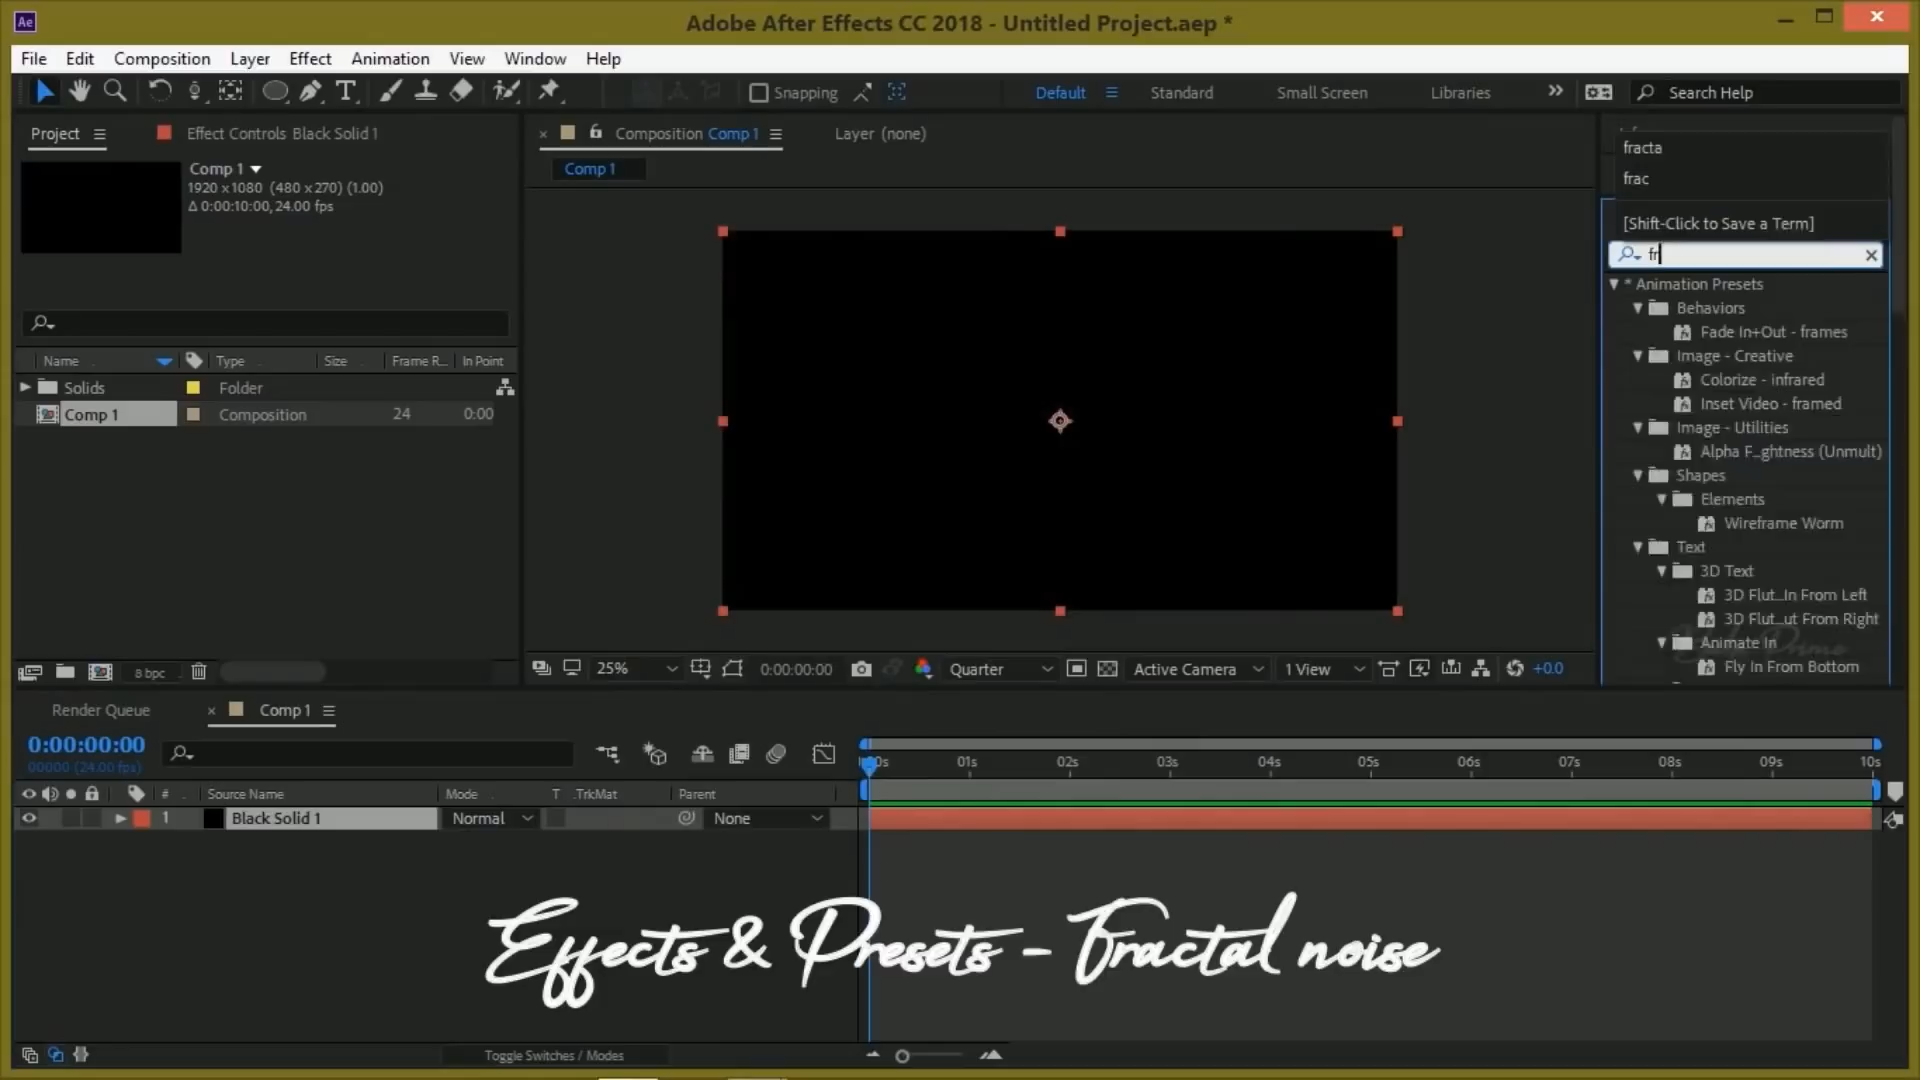 Ae
Adobe After Effects CC 2018 - Untitled Project.aep *
File Edit Composition Layer Effect Animation View Window Help
Snapping Default Standard Small Screen Libraries Search Help
Project Effect Controls Black Solid 1
Composition Comp 1 Layer (none)
Comp 1
1920 x 1080 (480 x 270) (1.00)
Δ 0:00:10:00, 24.00 fps
Comp 1
fracta
frac
[Shift-Click to Save a Term]
fr
* Animation Presets
Behaviors
Fade In+Out - frames
Image - Creative
Colorize - infrared
Inset Video - framed
Image - Utilities
Alpha F...ghtness (Unmult)
Shapes
Elements
Wireframe Worm
Text
3D Text
3D Flut...In From Left
3D Flut...ut From Right
Animate In
Fly In From Bottom
Name Type Size Frame R... In Point
Solids Folder
Comp 1 Composition 24 0:00
8 bpc
25% 0:00:00:00 Quarter Active Camera 1 View +0.0
Render Queue Comp 1
0:00:00:00
00000 (24.00 fps)
00s 01s 02s 03s 04s 05s 06s 07s 08s 09s 10s
# Source Name Mode T .TrkMat Parent
1 Black Solid 1 Normal None
Effects & Presets - Fractal noise
Toggle Switches / Modes